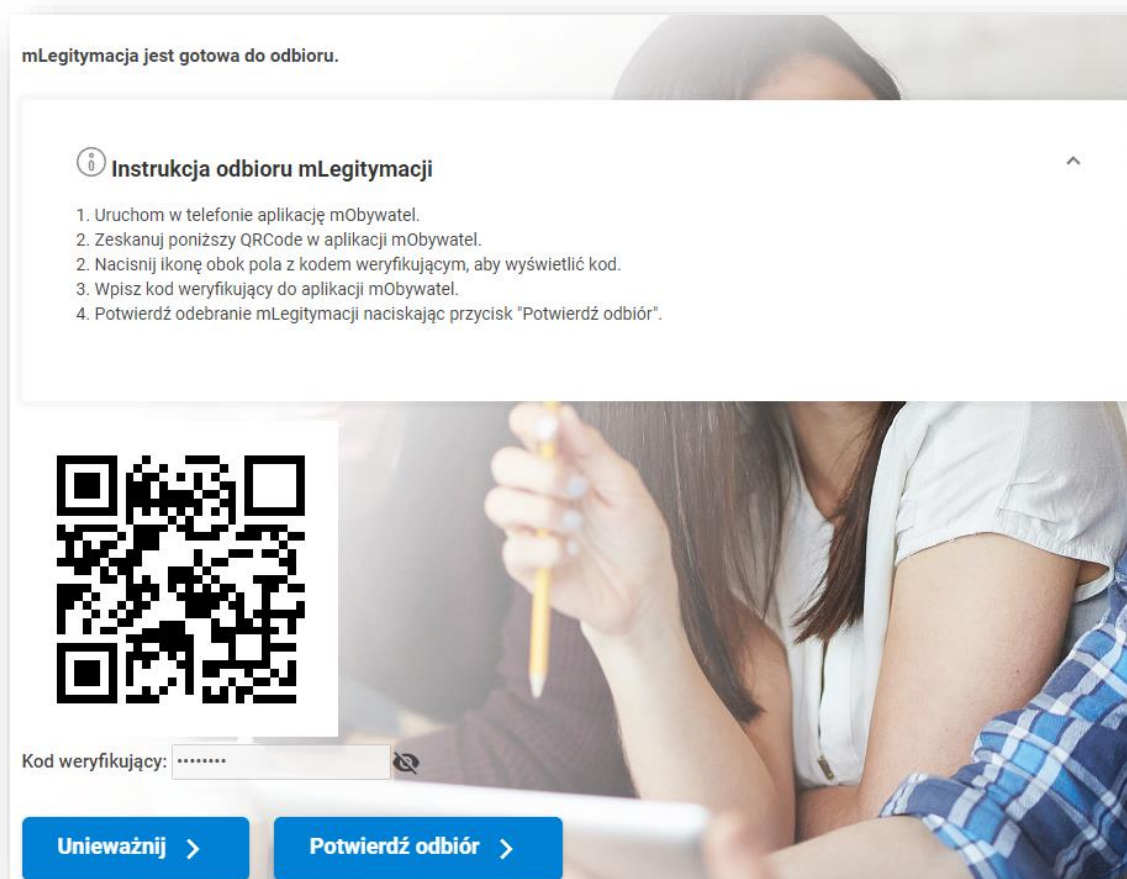 mLegitymacja jest gotowa do odbioru.
Instrukcja odbioru mLegitymacji
1. Uruchom w telefonie aplikację mObywatel.
2. Zeskanuj poniższy QRCode w aplikacji mObywatel.
2. Nacisnij ikonę obok pola z kodem weryfikującym, aby wyświetlić kod.
3. Wpisz kod weryfikujący do aplikacji mObywatel.
4. Potwierdź odebranie mLegitymacji naciskając przycisk "Potwierdź odbiór".
Kod weryfikujący: ········
Unieważnij
Potwierdź odbiór